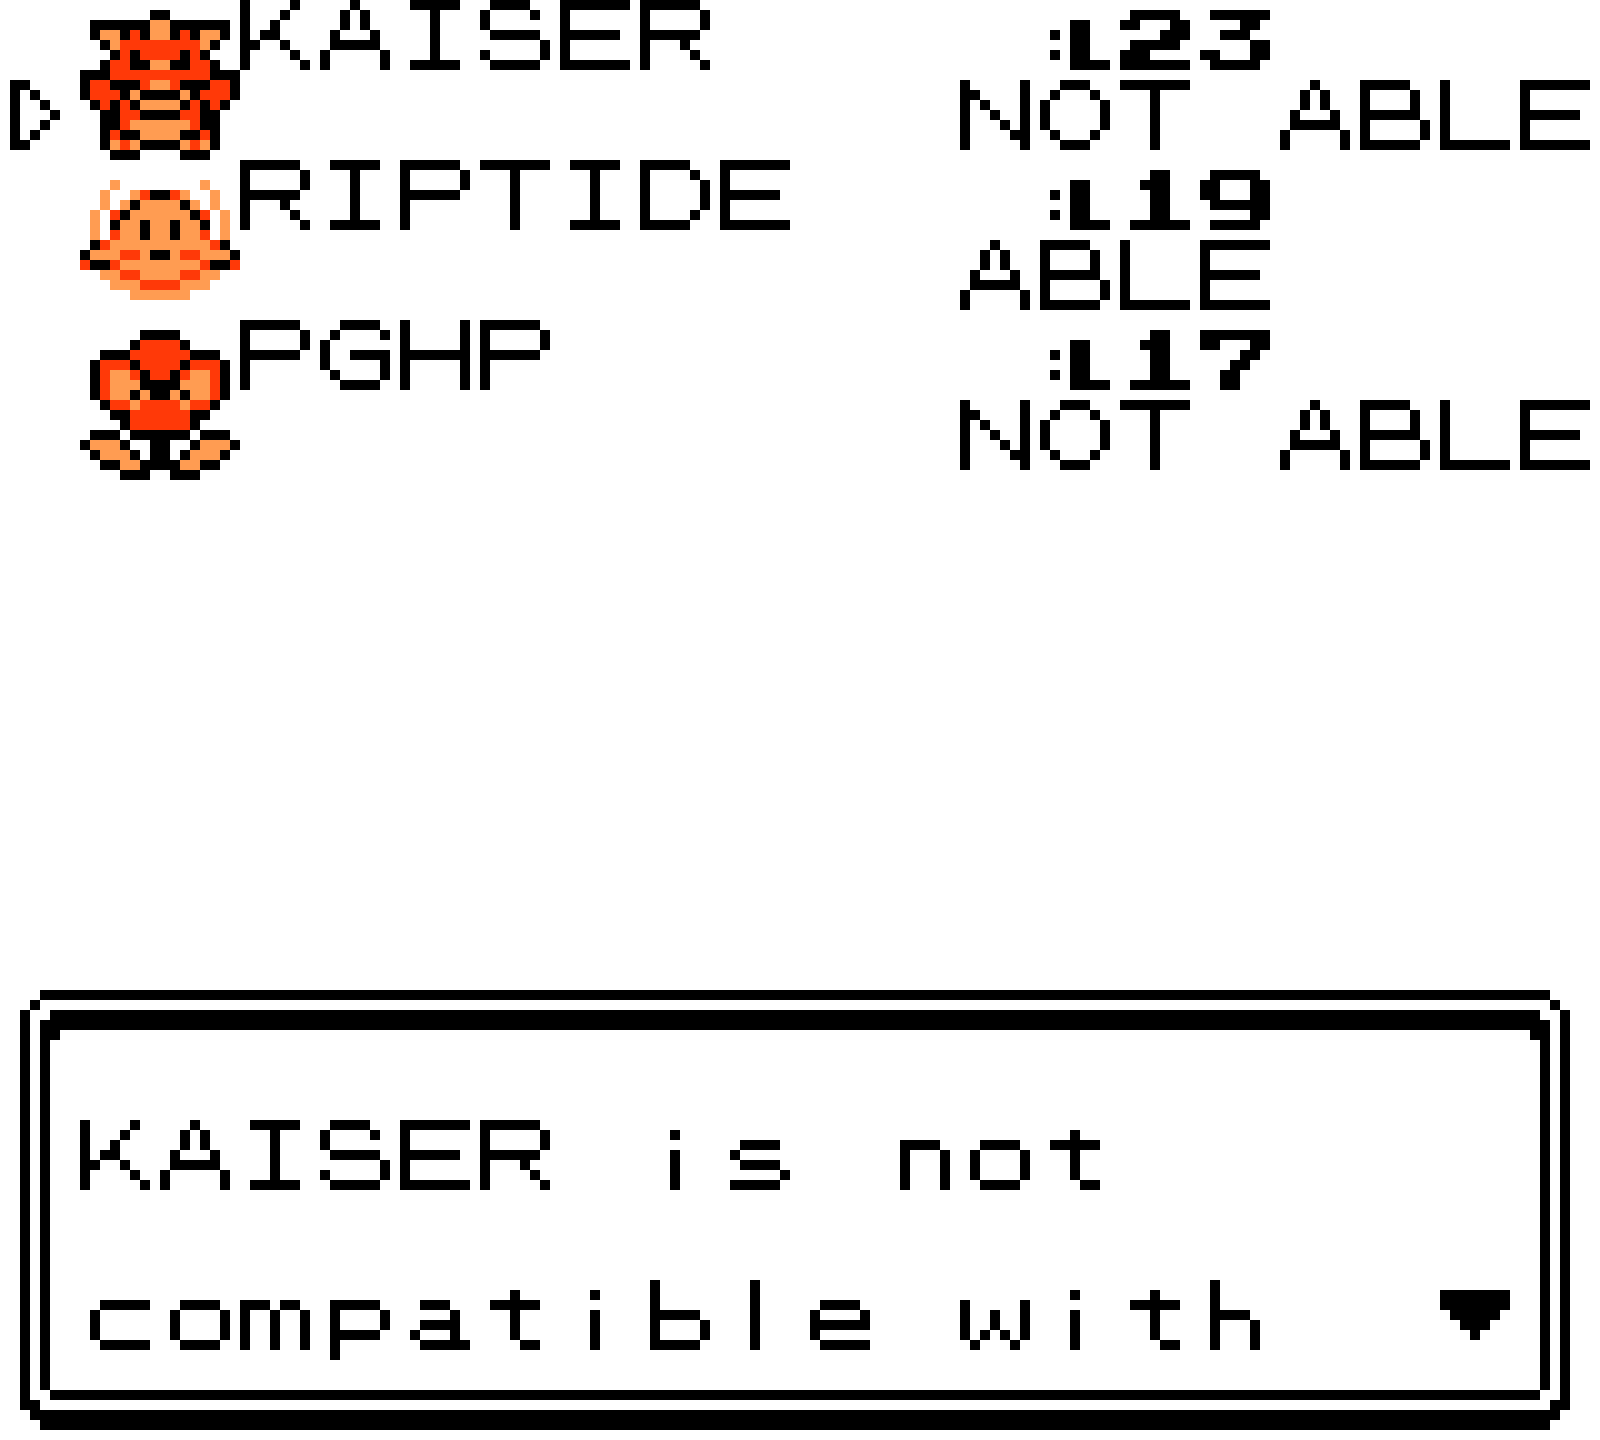 KAISER :L23
NOT ABLE
RIPTIDE :L19
ABLE
PGHP :L17
NOT ABLE
KAISER is not
compatible with